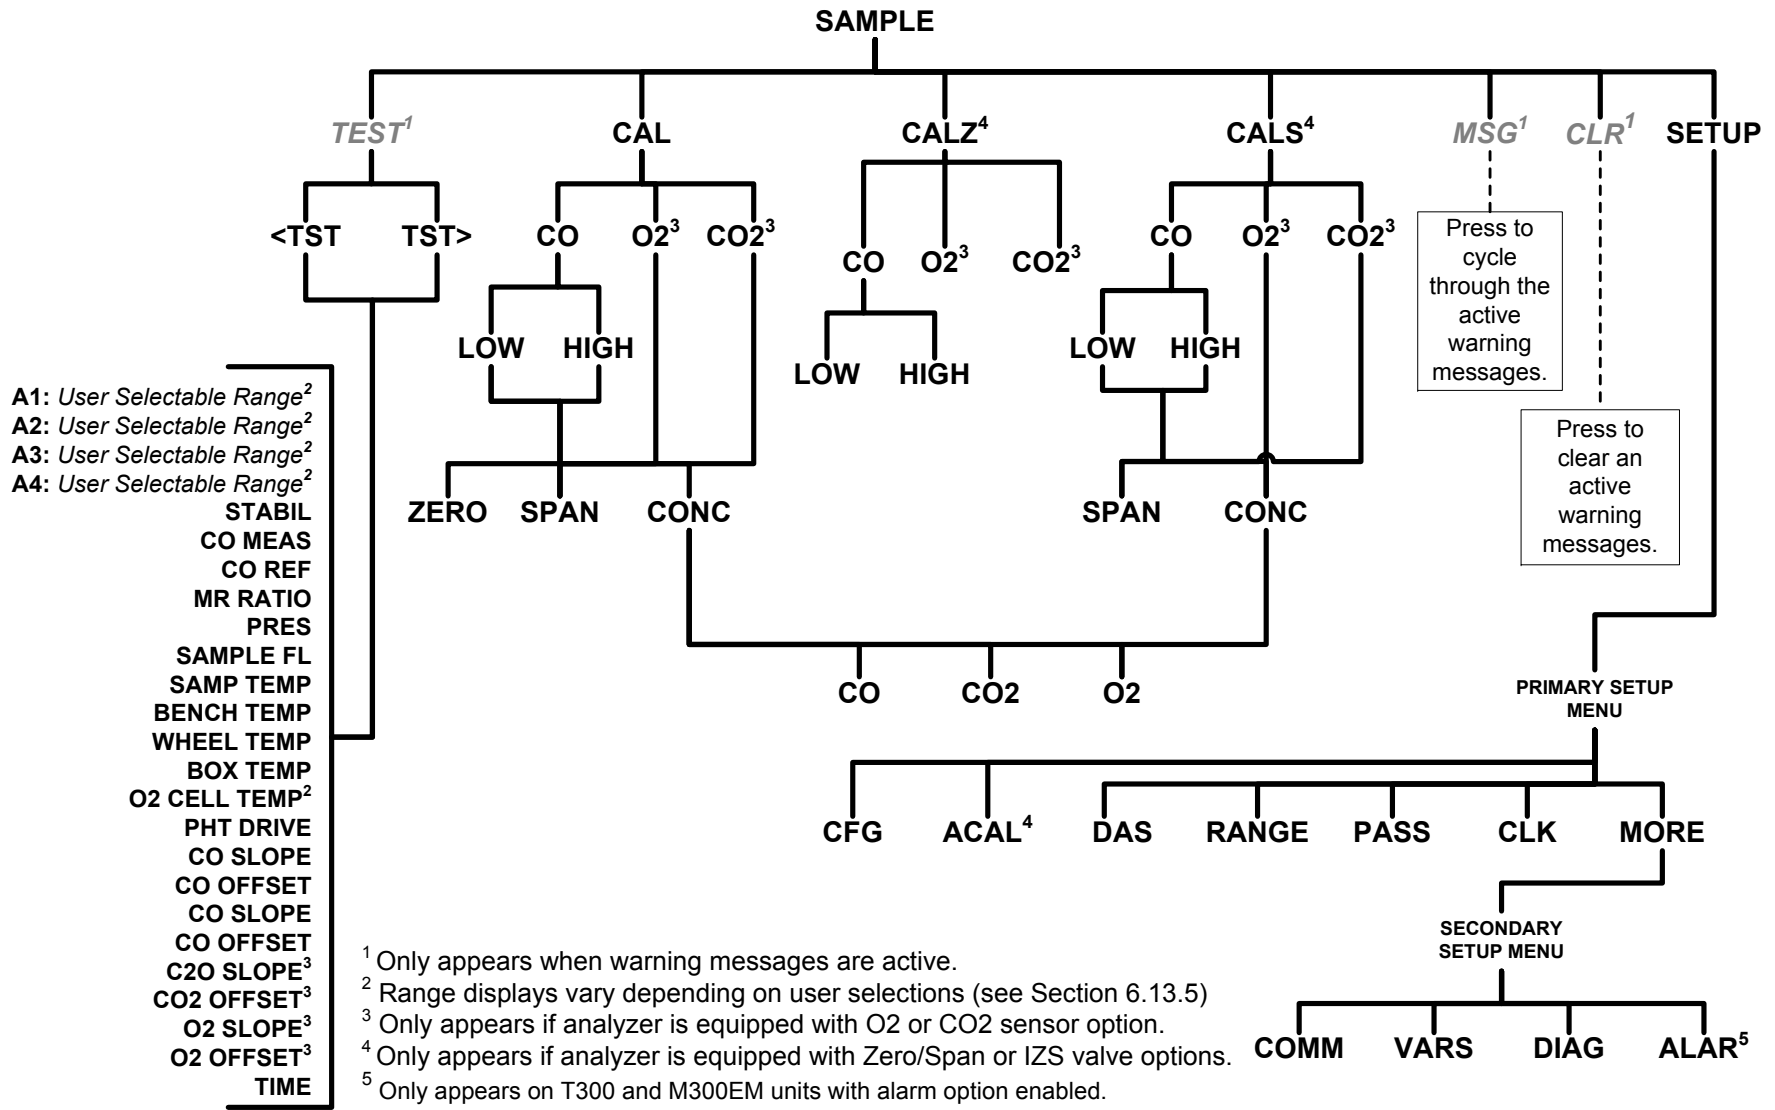 SAMPLE
TEST¹ CAL CALZ⁴ CALS⁴ MSG¹ CLR¹ SETUP
<TST TST> CO O2³ CO2³ CO O2³ CO2³ CO O2³ CO2³
LOW HIGH LOW HIGH LOW HIGH
Press to
cycle
through the
active
warning
messages.
Press to
clear an
active
warning
messages.
ZERO SPAN CONC SPAN CONC
CO CO2 O2
A1: User Selectable Range²
A2: User Selectable Range²
A3: User Selectable Range²
A4: User Selectable Range²
STABIL
CO MEAS
CO REF
MR RATIO
PRES
SAMPLE FL
SAMP TEMP
BENCH TEMP
WHEEL TEMP
BOX TEMP
O2 CELL TEMP²
PHT DRIVE
CO SLOPE
CO OFFSET
CO SLOPE
CO OFFSET
C2O SLOPE³
CO2 OFFSET³
O2 SLOPE³
O2 OFFSET³
TIME
PRIMARY SETUP
MENU
CFG ACAL⁴ DAS RANGE PASS CLK MORE
SECONDARY
SETUP MENU
COMM VARS DIAG ALAR⁵
¹ Only appears when warning messages are active.
² Range displays vary depending on user selections (see Section 6.13.5)
³ Only appears if analyzer is equipped with O2 or CO2 sensor option.
⁴ Only appears if analyzer is equipped with Zero/Span or IZS valve options.
⁵ Only appears on T300 and M300EM units with alarm option enabled.